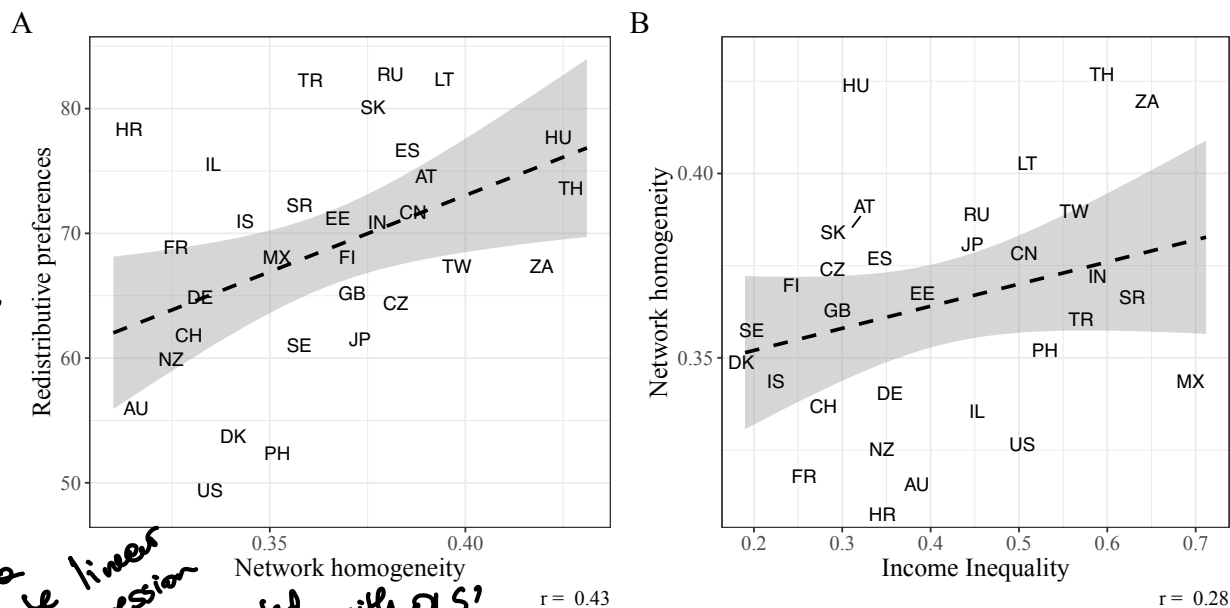 A
B
Redistributive preferences
80
70
60
50
TR
RU
LT
SK
HR
HU
ES
IL
AT
TH
SR
CN
IS
EE
IN
FR
MX
FI
TW
ZA
DE
GB
CZ
CH
JP
NZ
SE
AU
DK
PH
US
0.35
0.40
Network homogeneity
r = 0.43
Network homogeneity
0.40
0.35
TH
HU
ZA
LT
AT
TW
RU
SK
JP
ES
CN
CZ
IN
FI
EE
SR
GB
TR
SE
PH
DK
IS
MX
DE
CH
IL
US
NZ
FR
AU
HR
0.2
0.3
0.4
0.5
0.6
0.7
Income Inequality
r = 0.28
linear
with OLS,